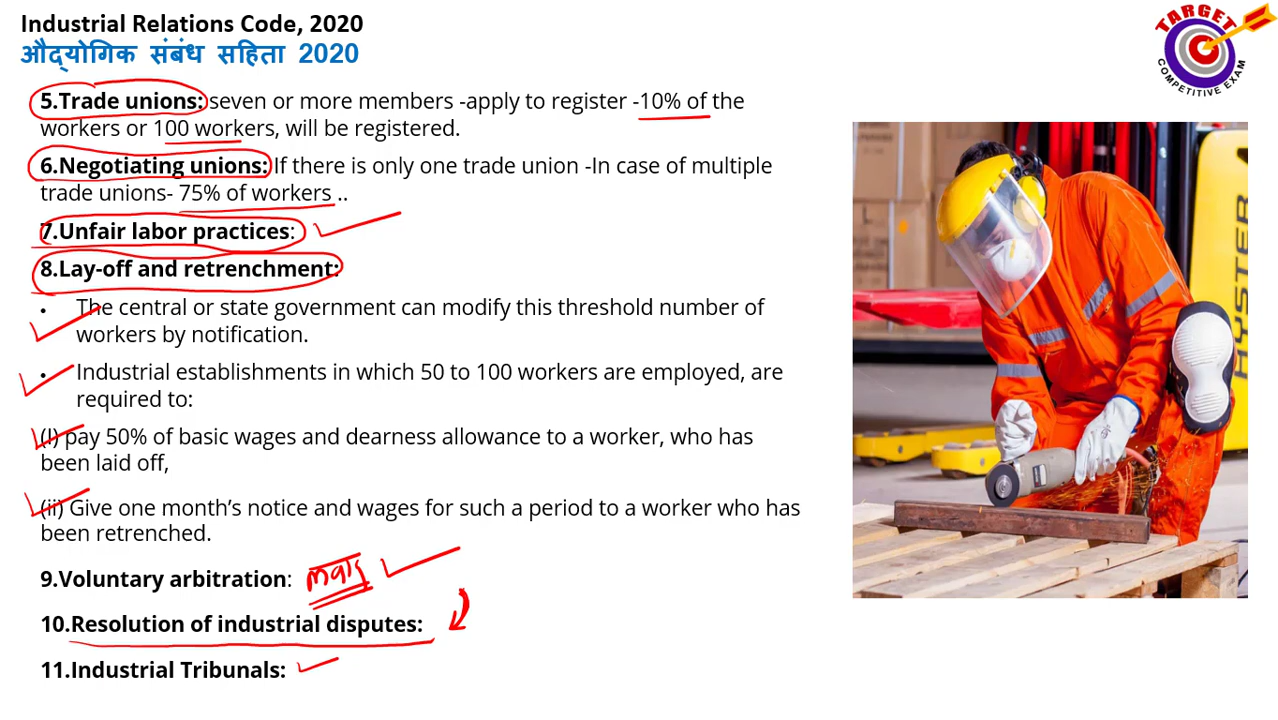 Industrial Relations Code, 2020
औद्योगिक संबंध सहिता 2020
TARGET
COMPETITIVE EXAM
5.Trade unions: seven or more members -apply to register -10% of the
workers or 100 workers, will be registered.
6.Negotiating unions: If there is only one trade union -In case of multiple
trade unions- 75% of workers ..
7.Unfair labor practices:
8.Lay-off and retrenchment:
• The central or state government can modify this threshold number of
workers by notification.
• Industrial establishments in which 50 to 100 workers are employed, are
required to:
(I) pay 50% of basic wages and dearness allowance to a worker, who has
been laid off,
(ii) Give one month’s notice and wages for such a period to a worker who has
been retrenched.
9.Voluntary arbitration:
10.Resolution of industrial disputes:
11.Industrial Tribunals:
HYSTER